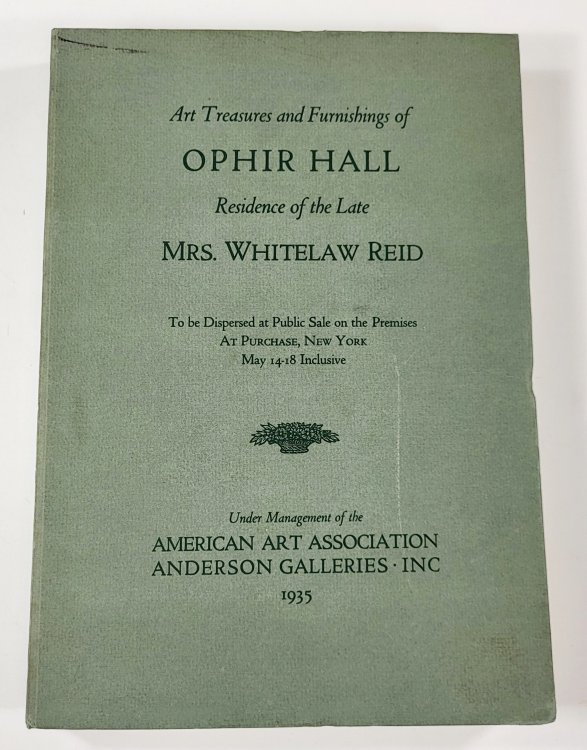 Art Treasures and Furnishings of
OPHIR HALL
Residence of the Late
MRS. WHITELAW REID
To be Dispersed at Public Sale on the Premises
AT PURCHASE, NEW YORK
May 14-18 Inclusive
Under Management of the
AMERICAN ART ASSOCIATION
ANDERSON GALLERIES · INC
1935